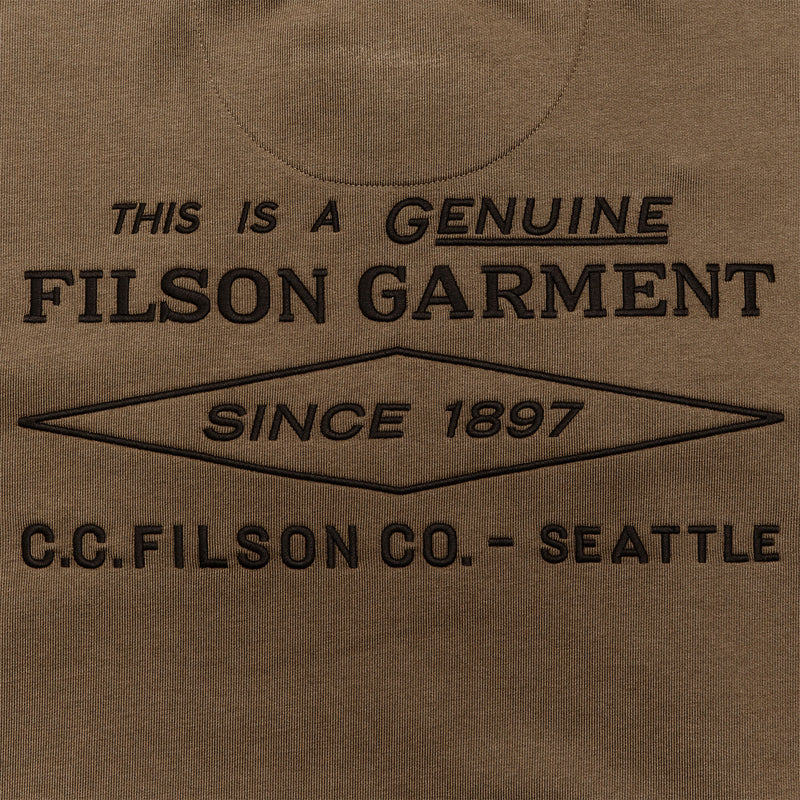 THIS IS A GENUINE
FILSON GARMENT
SINCE 1897
C.C. FILSON CO. - SEATTLE